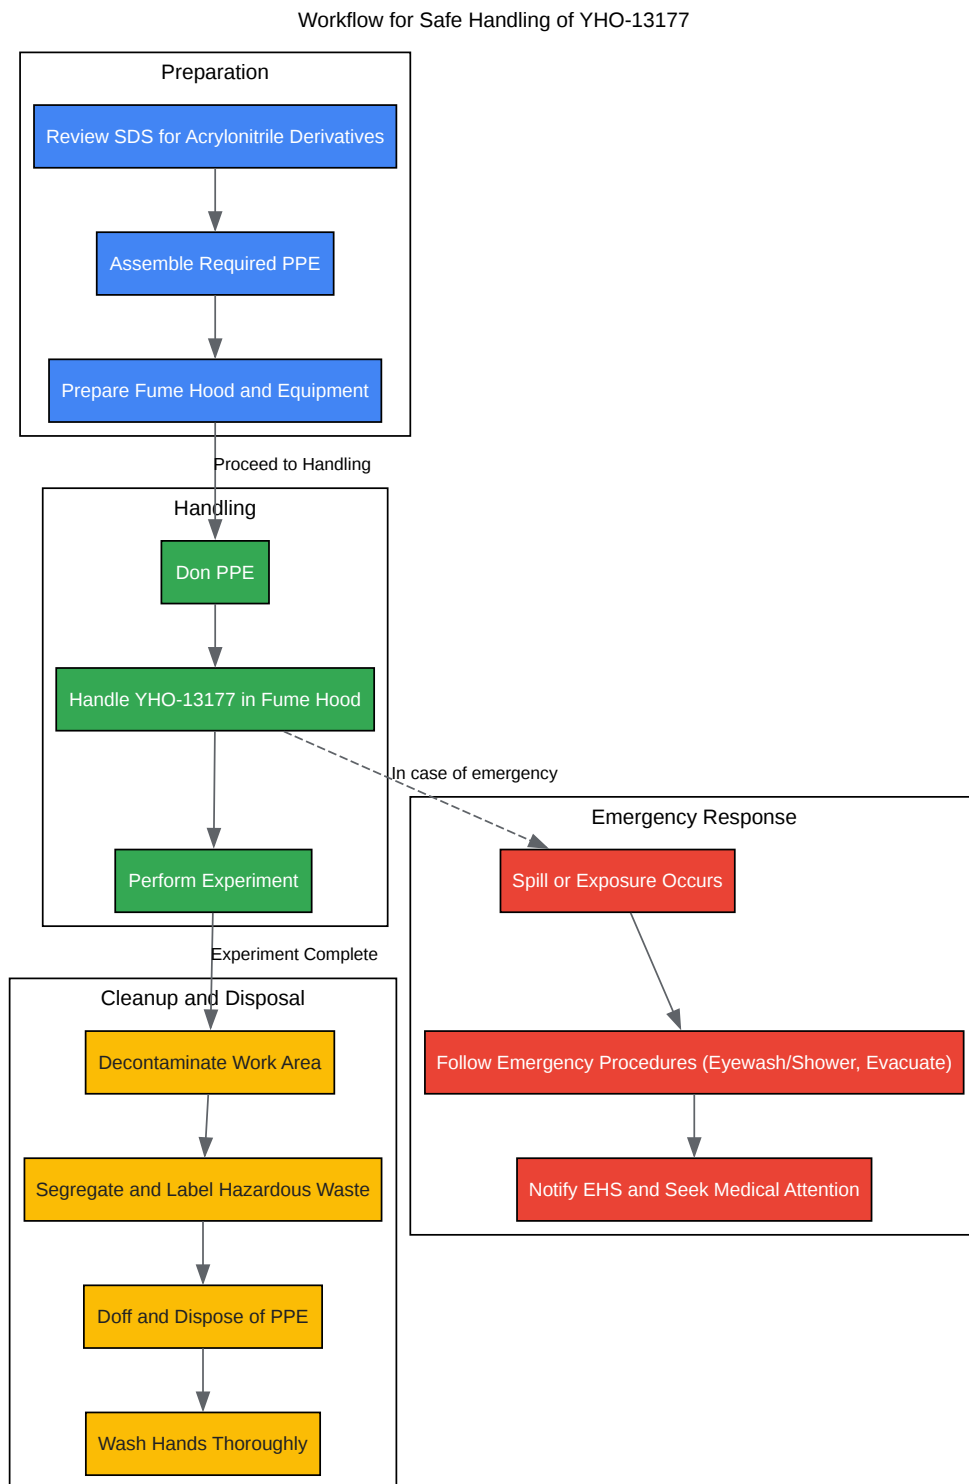 Workflow for Safe Handling of YHO-13177
Preparation
Review SDS for Acrylonitrile Derivatives
Assemble Required PPE
Prepare Fume Hood and Equipment
Proceed to Handling
Handling
Don PPE
Handle YHO-13177 in Fume Hood
In case of emergency
Perform Experiment
Experiment Complete
Emergency Response
Spill or Exposure Occurs
Follow Emergency Procedures (Eyewash/Shower, Evacuate)
Notify EHS and Seek Medical Attention
Cleanup and Disposal
Decontaminate Work Area
Segregate and Label Hazardous Waste
Doff and Dispose of PPE
Wash Hands Thoroughly